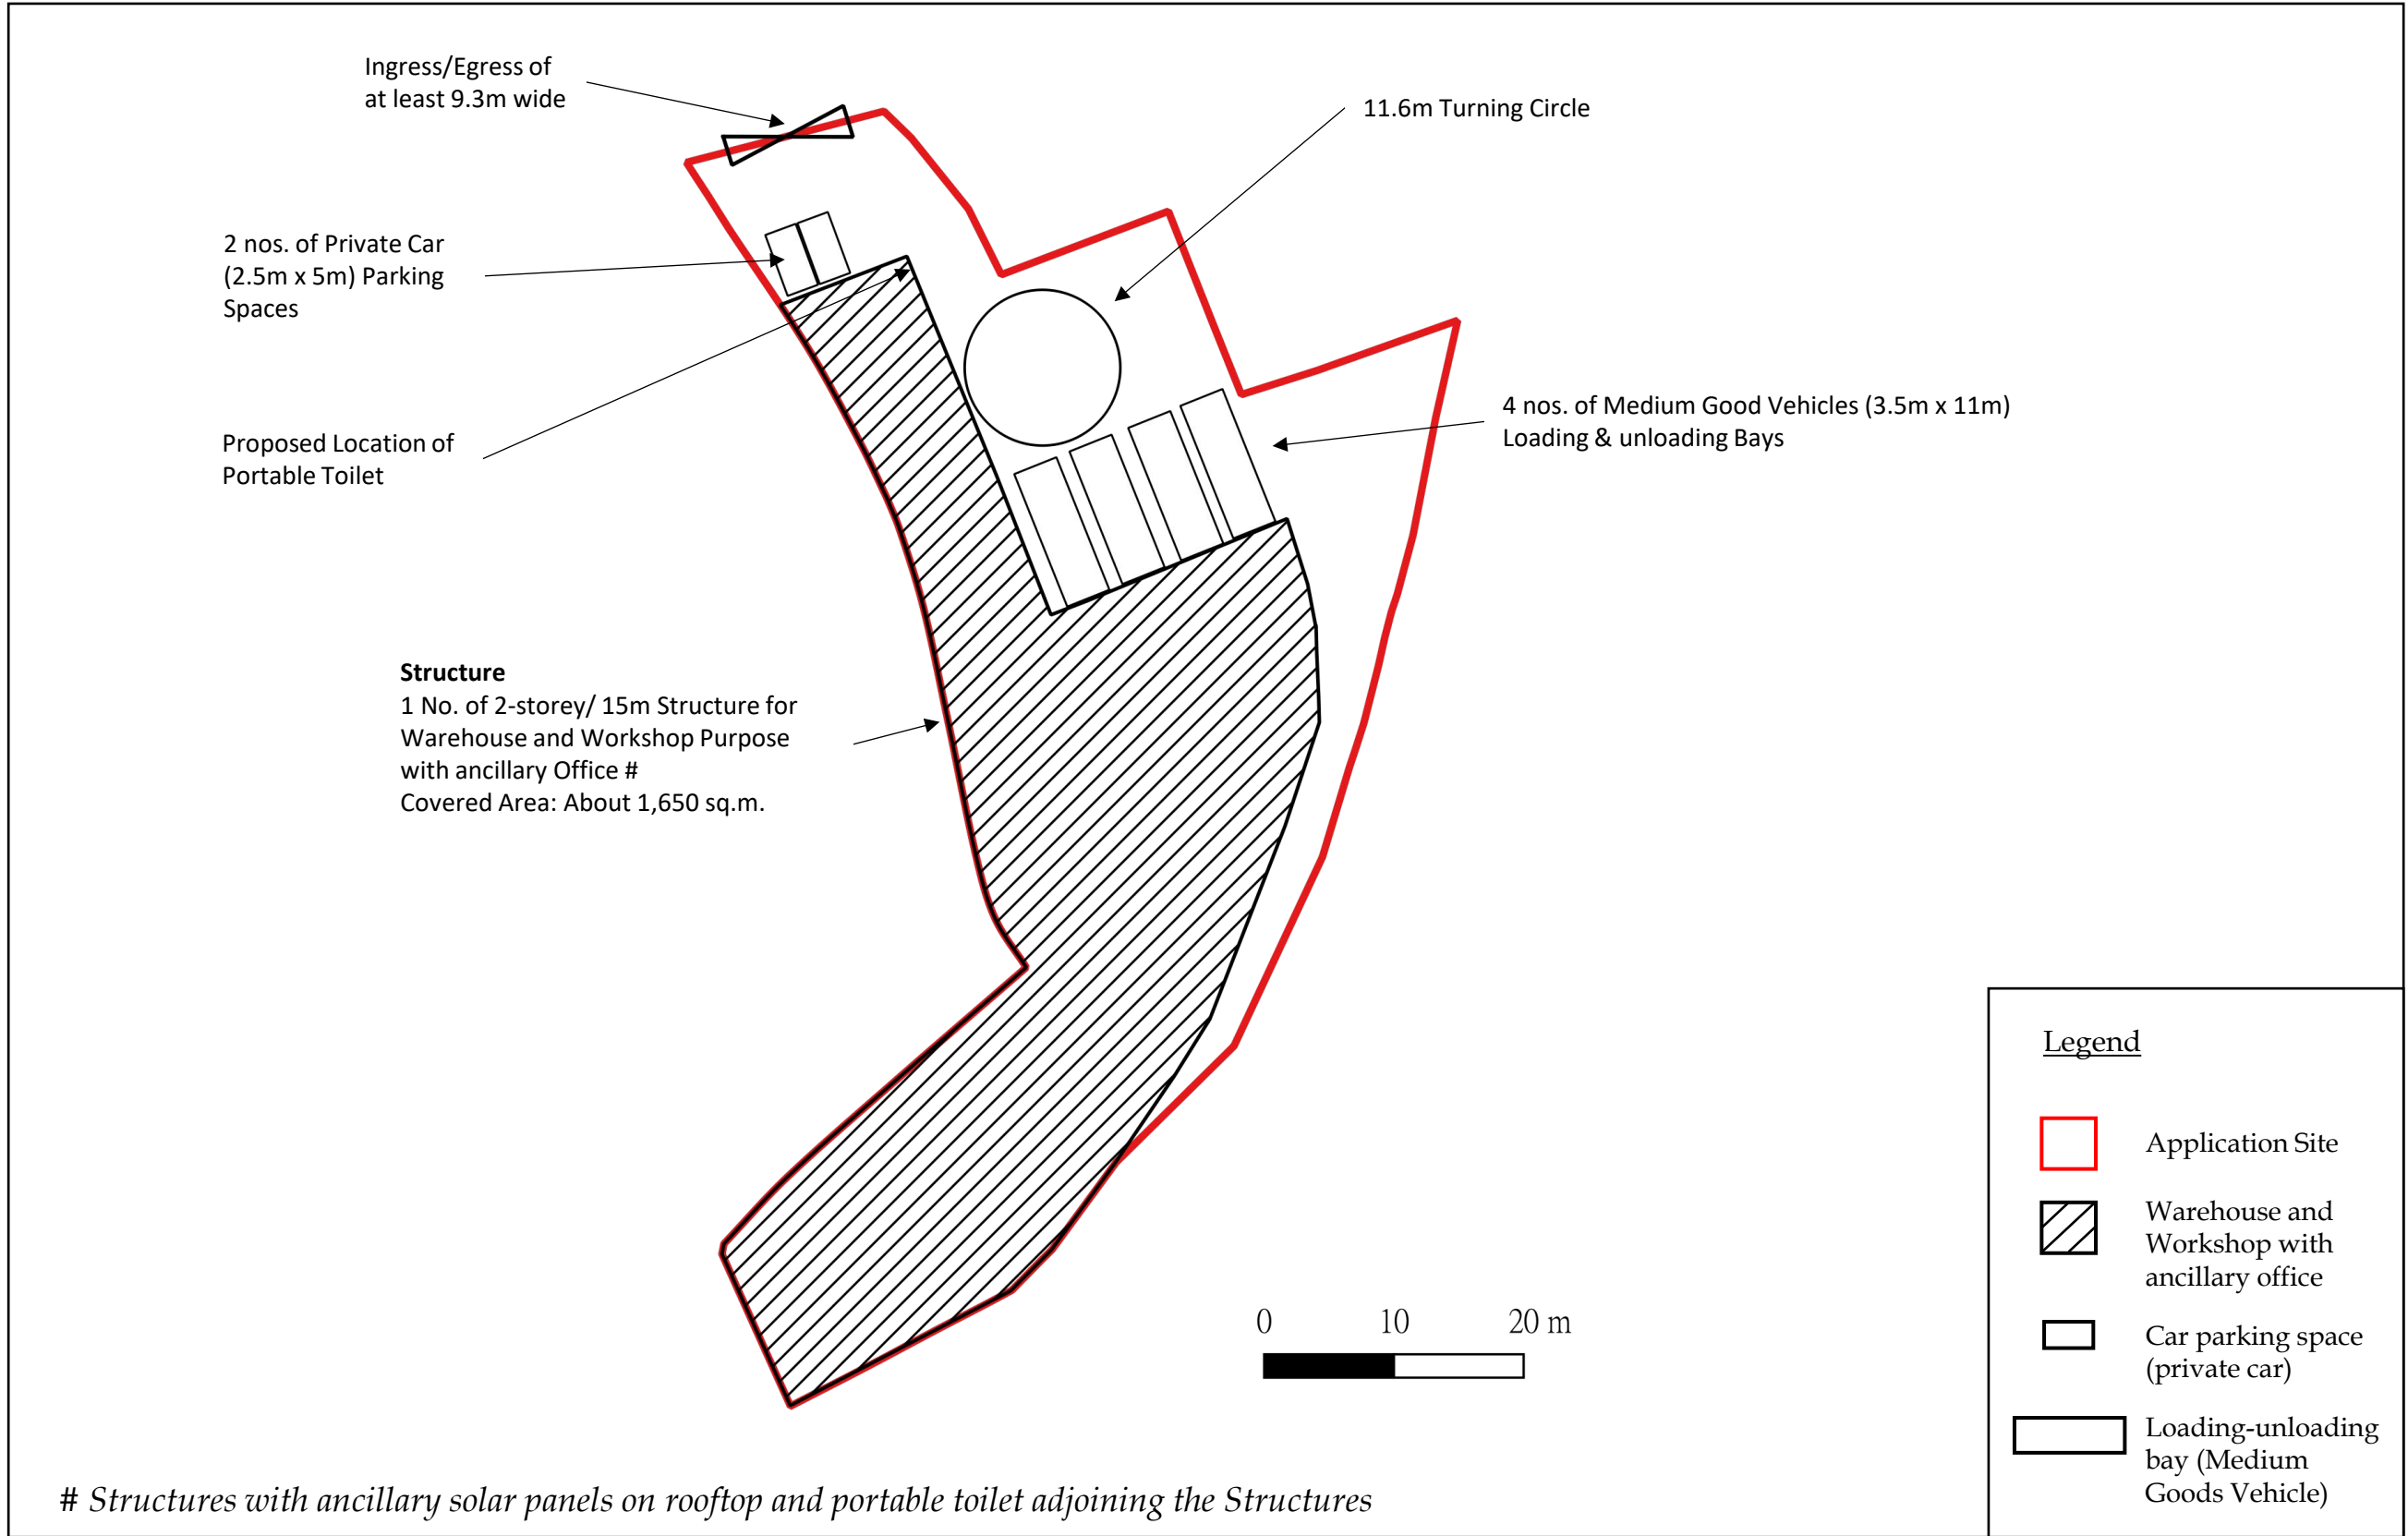 Ingress/Egress of
at least 9.3m wide
11.6m Turning Circle
2 nos. of Private Car
(2.5m x 5m) Parking
Spaces
4 nos. of Medium Good Vehicles (3.5m x 11m)
Loading & unloading Bays
Proposed Location of
Portable Toilet
Structure
1 No. of 2-storey/ 15m Structure for
Warehouse and Workshop Purpose
with ancillary Office #
Covered Area: About 1,650 sq.m.
0 10 20 m
Legend
Application Site
Warehouse and
Workshop with
ancillary office
Car parking space
(private car)
Loading-unloading
bay (Medium
Goods Vehicle)
# Structures with ancillary solar panels on rooftop and portable toilet adjoining the Structures